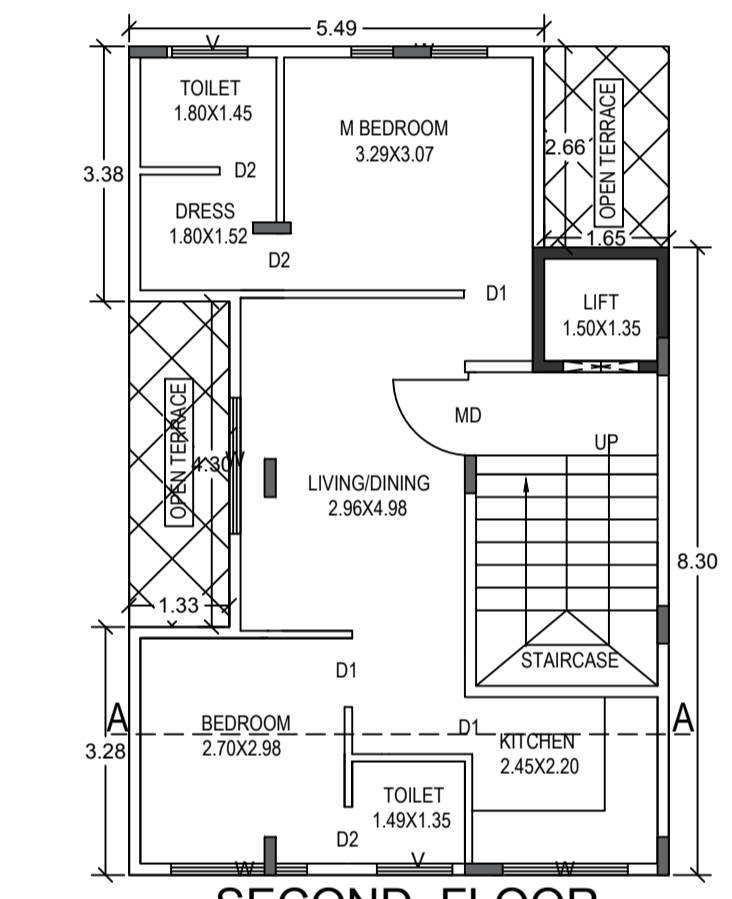 5.49
V
W
TOILET
1.80X1.45
M BEDROOM
3.29X3.07
OPEN TERRACE
2.66
3.38
D2
DRESS
1.80X1.52
1.65
D2
D1
LIFT
1.50X1.35
OPEN TERRACE
4.30
W
MD
UP
LIVING/DINING
2.96X4.98
8.30
1.33
STAIRCASE
D1
A
A
BEDROOM
2.70X2.98
D1
KITCHEN
2.45X2.20
3.28
TOILET
1.49X1.35
D2
W
V
W
SECOND FLOOR